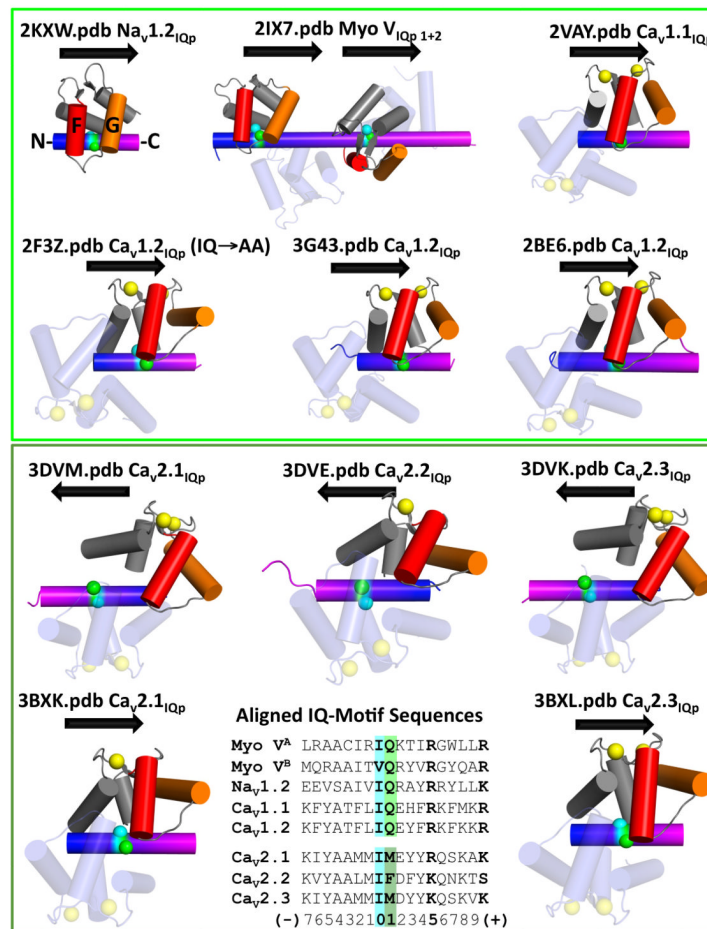 2KXW.pdb Nav1.2IQp
2IX7.pdb Myo VIQp 1+2
2VAY.pdb Cav1.1IQp
F G
N- -C
2F3Z.pdb Cav1.2IQp (IQ→AA)
3G43.pdb Cav1.2IQp
2BE6.pdb Cav1.2IQp
3DVM.pdb Cav2.1IQp
3DVE.pdb Cav2.2IQp
3DVK.pdb Cav2.3IQp
3BXK.pdb Cav2.1IQp
3BXL.pdb Cav2.3IQp
Aligned IQ-Motif Sequences
Myo VA LRAACIRIQKTIRGWLLR
Myo VB MQRAAITVQRYVRGYQAR
NaV1.2 EEVSAIVIQRAYRRYLLK
CaV1.1 KFYATFLIQEHFRKFMKR
CaV1.2 KFYATFLIQEYFRKFKKR
CaV2.1 KIYAAMMIMEYYRQSKAK
CaV2.2 KVYAALMIFDFYKQNKTS
CaV2.3 KIYAAMMIMDYYKQSKVK
(-) 76543210123456789 (+)